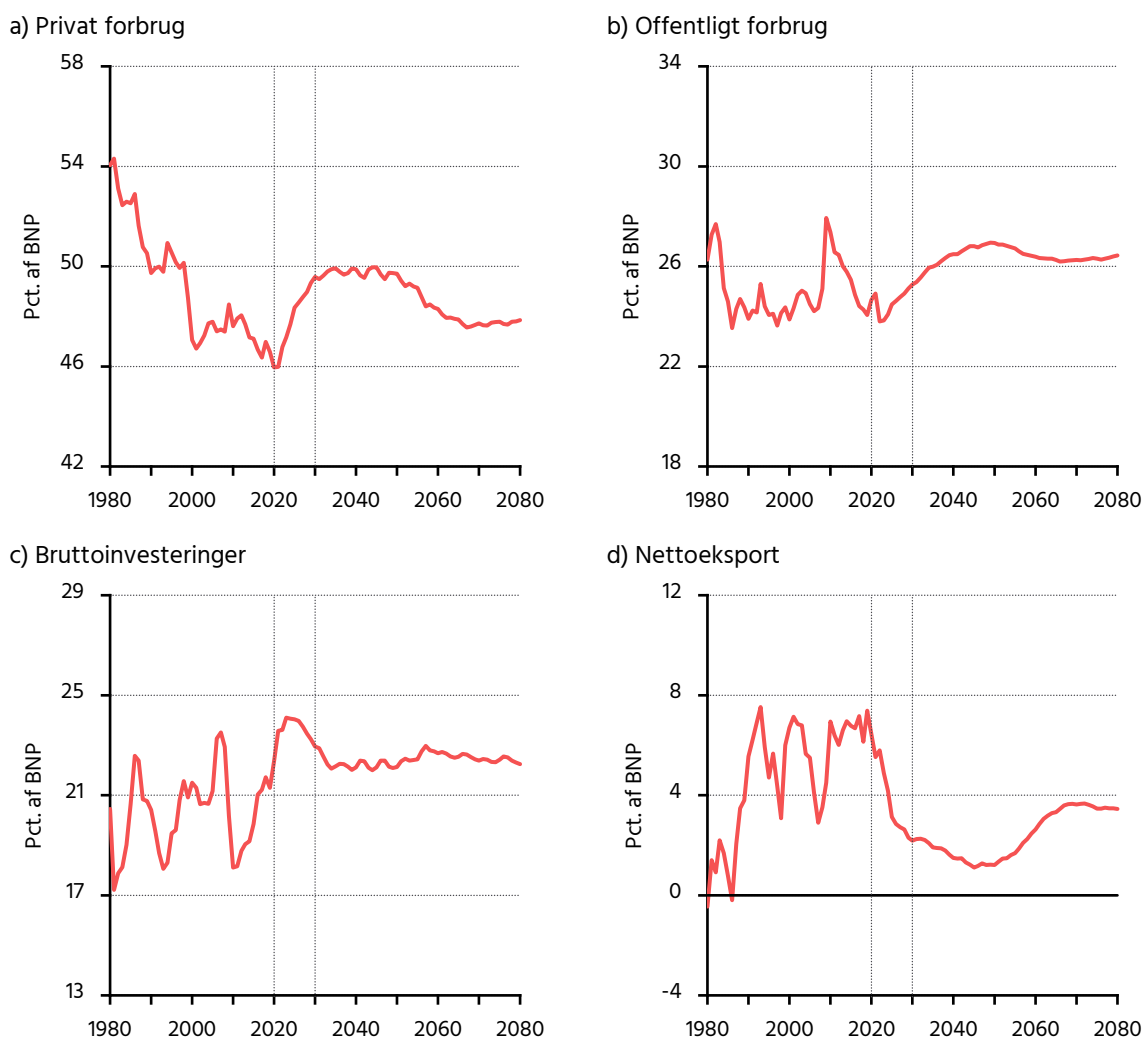 a) Privat forbrug
58
54
50
46
42
Pct. af BNP
1980 2000 2020 2040 2060 2080
b) Offentligt forbrug
34
30
26
22
18
Pct. af BNP
1980 2000 2020 2040 2060 2080
c) Bruttoinvesteringer
29
25
21
17
13
Pct. af BNP
1980 2000 2020 2040 2060 2080
d) Nettoeksport
12
8
4
0
-4
Pct. af BNP
1980 2000 2020 2040 2060 2080